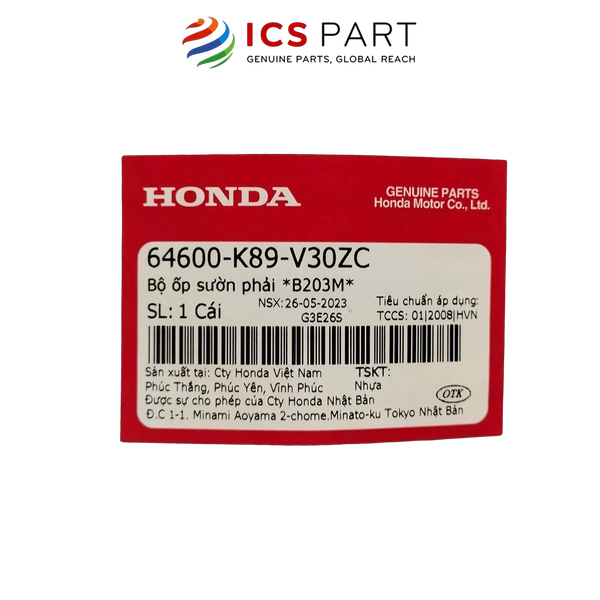 ICS PART
GENUINE PARTS, GLOBAL REACH
HONDA
GENUINE PARTS
Honda Motor Co., Ltd.
64600-K89-V30ZC
Bộ ốp sườn phải *B203M*
SL: 1 Cái
NSX: 26-05-2023
G3E26S
Tiêu chuẩn áp dụng:
TCCS: 01|2008|HVN
Sản xuất tại: Cty Honda Việt Nam
Phúc Thắng, Phúc Yên, Vĩnh Phúc
TSKT:
Nhựa
Được sự cho phép của Cty Honda Nhật Bản
Đ.C 1-1. Minami Aoyama 2-chome.Minato-ku Tokyo Nhật Bản
OTK